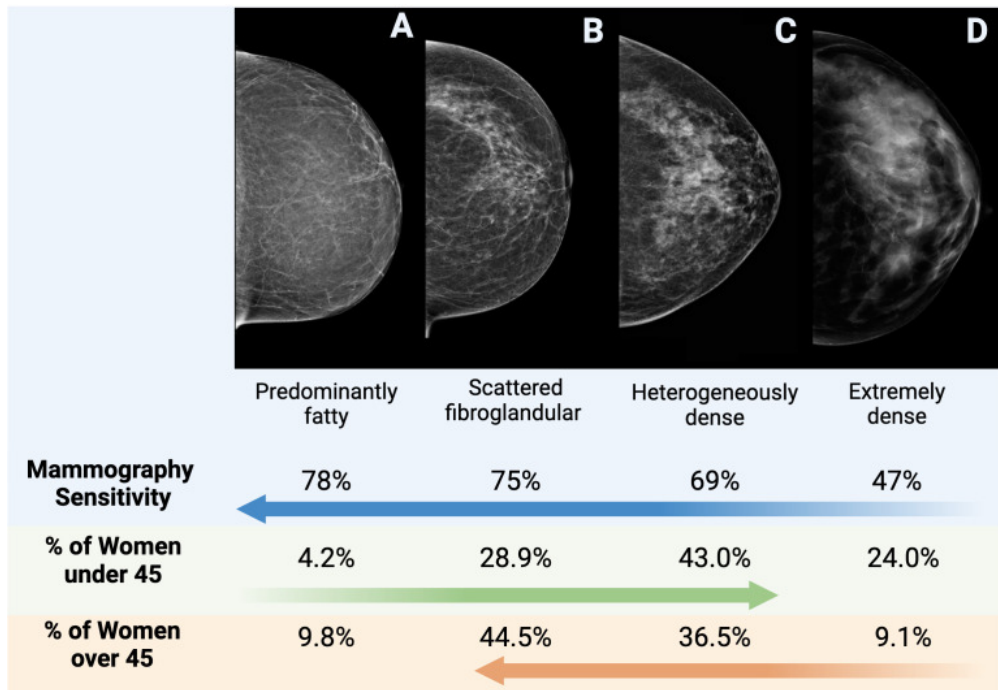 A B C D
Predominantly fatty
Scattered fibroglandular
Heterogeneously dense
Extremely dense
Mammography Sensitivity
78% 75% 69% 47%
% of Women under 45
4.2% 28.9% 43.0% 24.0%
% of Women over 45
9.8% 44.5% 36.5% 9.1%